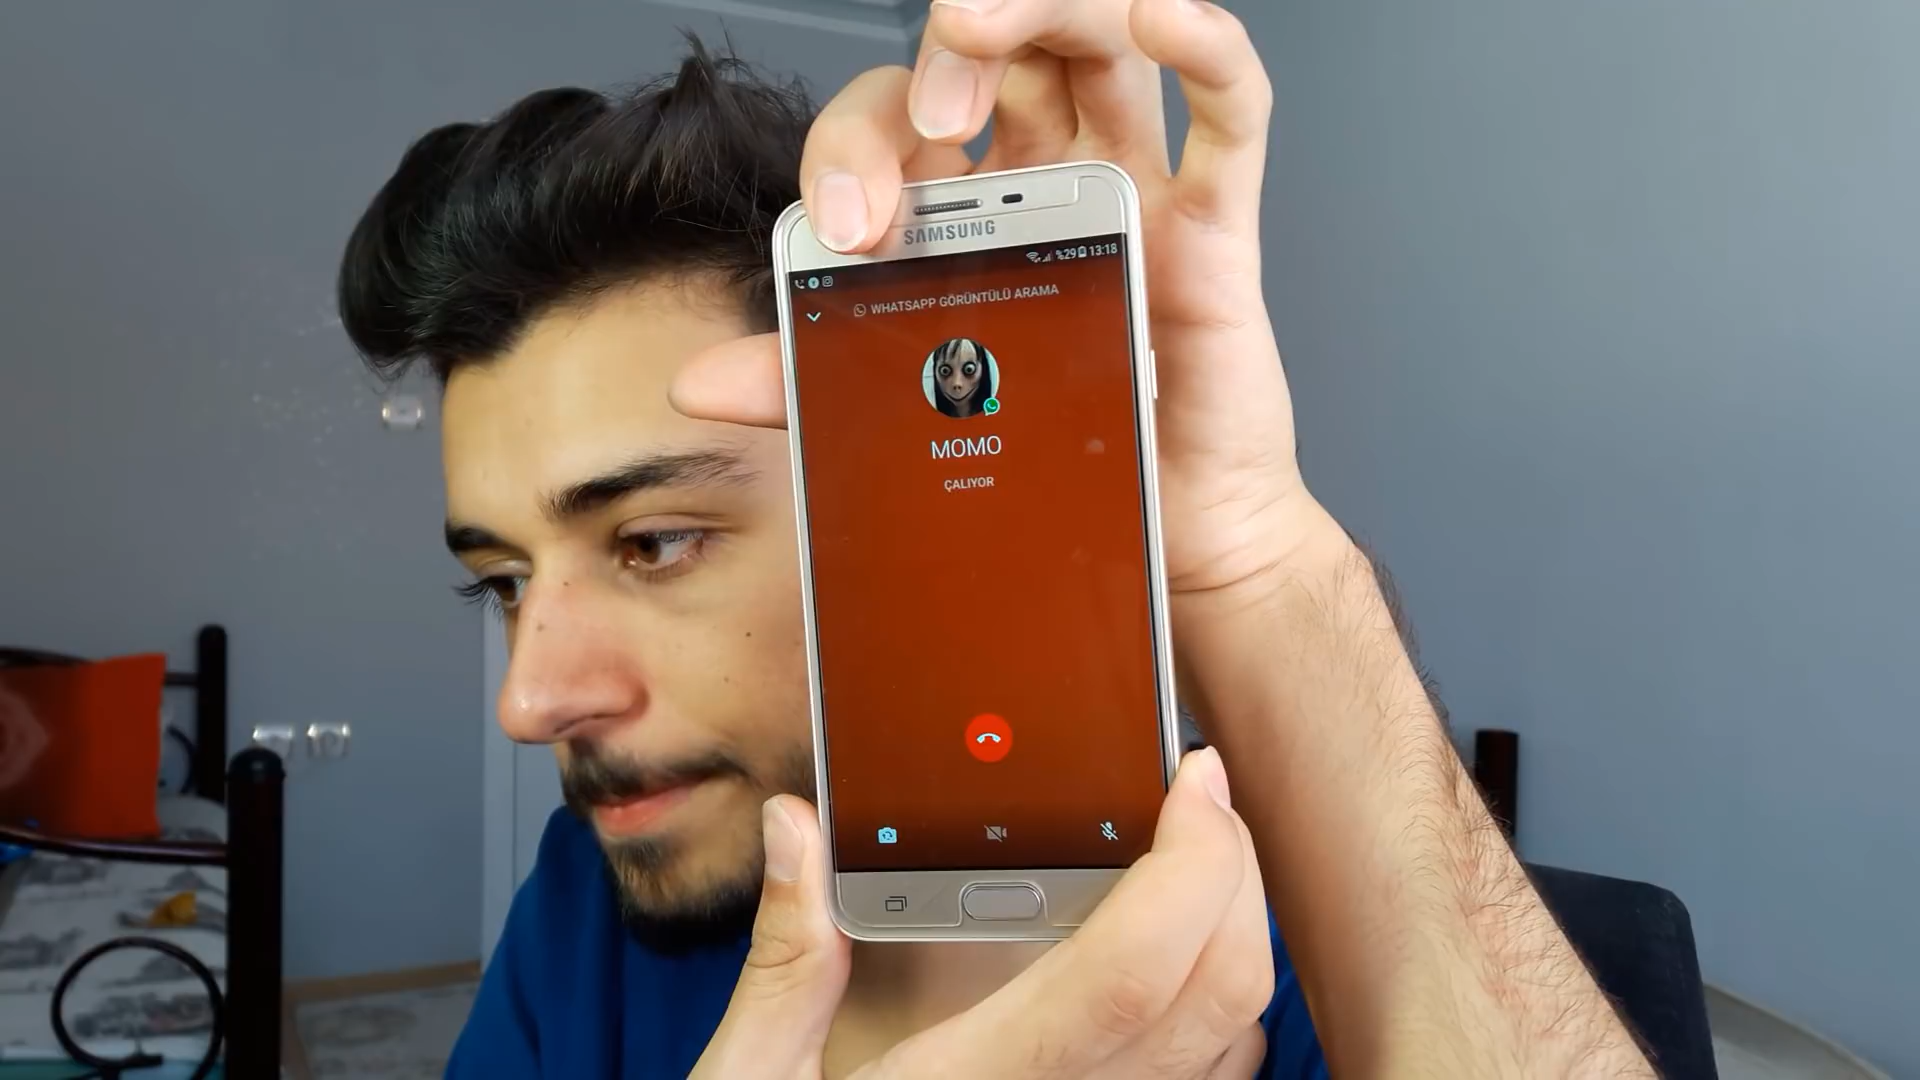 SAMSUNG
%29 13:18
WHATSAPP GÖRÜNTÜLÜ ARAMA
MOMO
ÇALIYOR